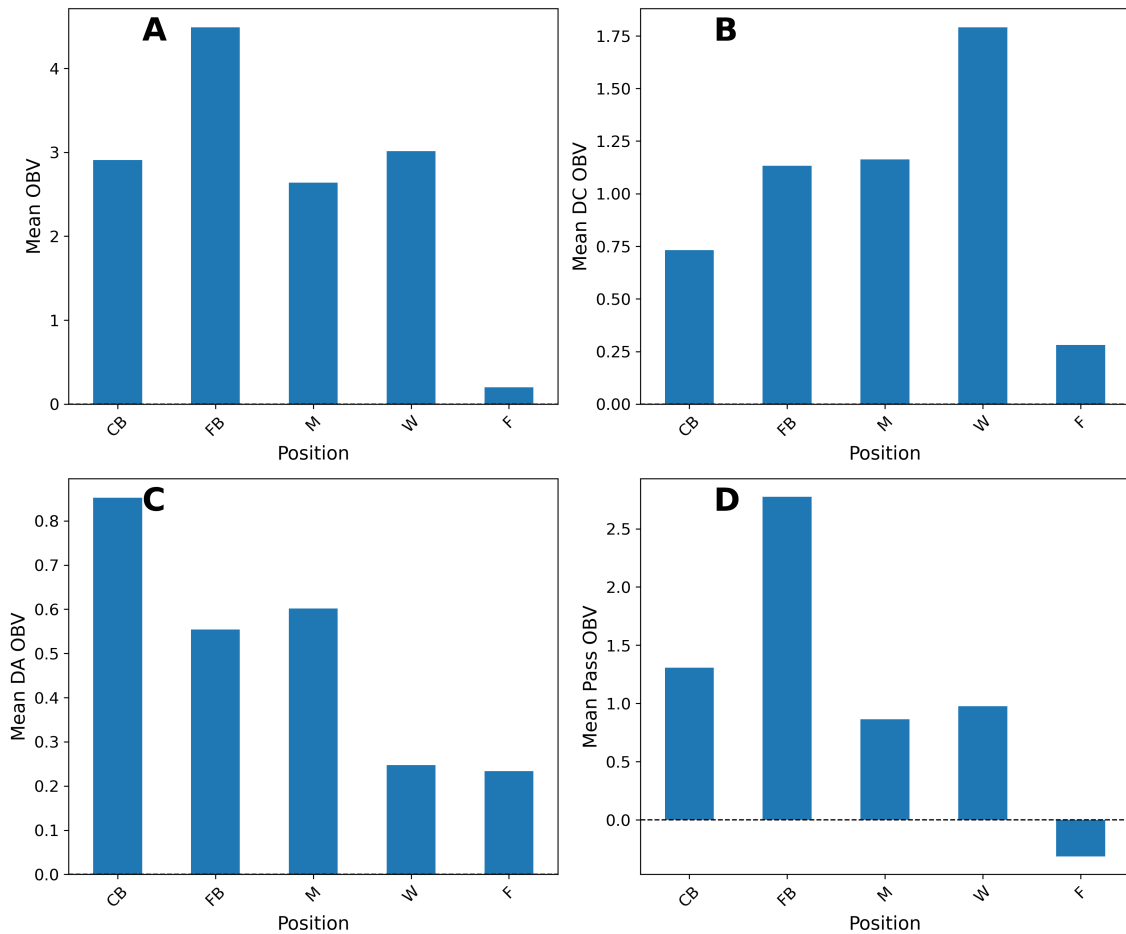 A
Mean OBV
4
3
2
1
0
CB FB M W F
Position
B
Mean DC OBV
1.75
1.50
1.25
1.00
0.75
0.50
0.25
0.00
CB FB M W F
Position
C
Mean DA OBV
0.8
0.7
0.6
0.5
0.4
0.3
0.2
0.1
0.0
CB FB M W F
Position
D
Mean Pass OBV
2.5
2.0
1.5
1.0
0.5
0.0
CB FB M W F
Position